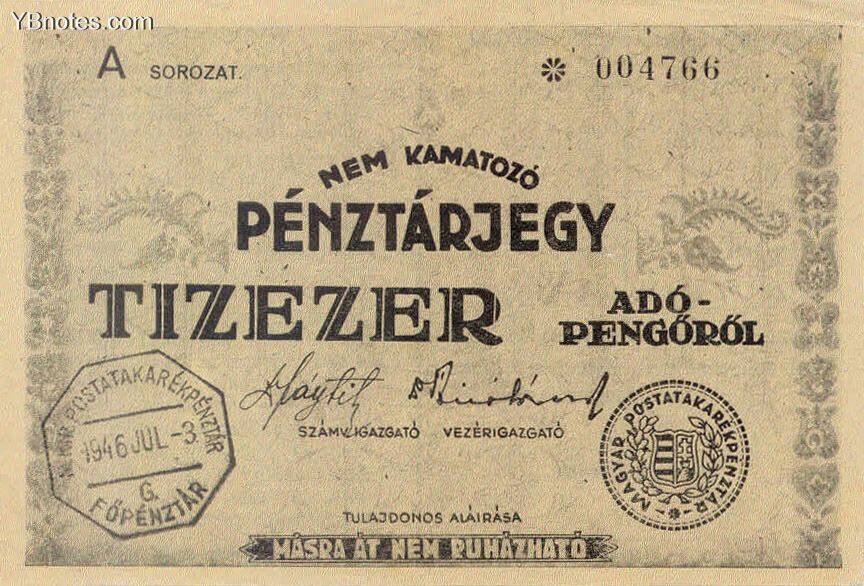 YBnotes.com
A SOROZAT.
* 004766
NEM KAMATOZÓ
PÉNZTÁRJEGY
TIZEZER
ADÓ-
PENGŐRŐL
SZÁMV.IGAZGATÓ VEZÉRIGAZGATÓ
POSTATAKARÉKPÉNZTÁR
1946 JUL -3
G.
FŐPÉNZTÁR
MAGYAR POSTATAKARÉKPÉNZTÁR
TULAJDONOS ALÁIRÁSA
MÁSRA ÁT NEM RUHÁZHATÓ